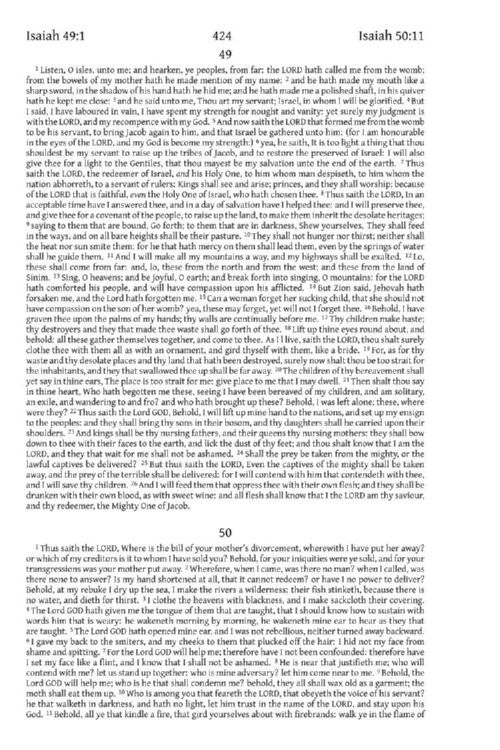 Isaiah 49:1 424 Isaiah 50:11
49
1 Listen, O isles, unto me; and hearken, ye peoples, from far: the LORD hath called me from the womb;
from the bowels of my mother hath he made mention of my name: 2 and he hath made my mouth like a
sharp sword, in the shadow of his hand hath he hid me; and he hath made me a polished shaft, in his quiver
hath he kept me close: 3 and he said unto me, Thou art my servant; Israel, in whom I will be glorified. 4 But
I said, I have laboured in vain, I have spent my strength for nought and vanity: yet surely my judgment is
with the LORD, and my recompence with my God. 5 And now saith the LORD that formed me from the womb
to be his servant, to bring Jacob again to him, and that Israel be gathered unto him: (for I am honourable
in the eyes of the LORD, and my God is become my strength:) 6 yea, he saith, It is too light a thing that thou
shouldest be my servant to raise up the tribes of Jacob, and to restore the preserved of Israel: I will also
give thee for a light to the Gentiles, that thou mayest be my salvation unto the end of the earth. 7 Thus
saith the LORD, the redeemer of Israel, and his Holy One, to him whom man despiseth, to him whom the
nation abhorreth, to a servant of rulers: Kings shall see and arise; princes, and they shall worship; because
of the LORD that is faithful, even the Holy One of Israel, who hath chosen thee. 8 Thus saith the LORD, In an
acceptable time have I answered thee, and in a day of salvation have I helped thee: and I will preserve thee,
and give thee for a covenant of the people, to raise up the land, to make them inherit the desolate heritages;
9 saying to them that are bound, Go forth; to them that are in darkness, Shew yourselves. They shall feed
in the ways, and on all bare heights shall be their pasture. 10 They shall not hunger nor thirst; neither shall
the heat nor sun smite them: for he that hath mercy on them shall lead them, even by the springs of water
shall he guide them. 11 And I will make all my mountains a way, and my highways shall be exalted. 12 Lo,
these shall come from far: and, lo, these from the north and from the west; and these from the land of
Sinim. 13 Sing, O heavens; and be joyful, O earth; and break forth into singing, O mountains: for the LORD
hath comforted his people, and will have compassion upon his afflicted. 14 But Zion said, Jehovah hath
forsaken me, and the Lord hath forgotten me. 15 Can a woman forget her sucking child, that she should not
have compassion on the son of her womb? yea, these may forget, yet will not I forget thee. 16 Behold, I have
graven thee upon the palms of my hands; thy walls are continually before me. 17 Thy children make haste;
thy destroyers and they that made thee waste shall go forth of thee. 18 Lift up thine eyes round about, and
behold: all these gather themselves together, and come to thee. As I live, saith the LORD, thou shalt surely
clothe thee with them all as with an ornament, and gird thyself with them, like a bride. 19 For, as for thy
waste and thy desolate places and thy land that hath been destroyed, surely now shalt thou be too strait for
the inhabitants, and they that swallowed thee up shall be far away. 20 The children of thy bereavement shall
yet say in thine ears, The place is too strait for me: give place to me that I may dwell. 21 Then shalt thou say
in thine heart, Who hath begotten me these, seeing I have been bereaved of my children, and am solitary,
an exile, and wandering to and fro? and who hath brought up these? Behold, I was left alone; these, where
were they? 22 Thus saith the Lord GOD, Behold, I will lift up mine hand to the nations, and set up my ensign
to the peoples: and they shall bring thy sons in their bosom, and thy daughters shall be carried upon their
shoulders. 23 And kings shall be thy nursing fathers, and their queens thy nursing mothers: they shall bow
down to thee with their faces to the earth, and lick the dust of thy feet; and thou shalt know that I am the
LORD, and they that wait for me shall not be ashamed. 24 Shall the prey be taken from the mighty, or the
lawful captives be delivered? 25 But thus saith the LORD, Even the captives of the mighty shall be taken
away, and the prey of the terrible shall be delivered: for I will contend with him that contendeth with thee,
and I will save thy children. 26 And I will feed them that oppress thee with their own flesh; and they shall be
drunken with their own blood, as with sweet wine: and all flesh shall know that I the LORD am thy saviour,
and thy redeemer, the Mighty One of Jacob.
50
1 Thus saith the LORD, Where is the bill of your mother's divorcement, wherewith I have put her away?
or which of my creditors is it to whom I have sold you? Behold, for your iniquities were ye sold, and for your
transgressions was your mother put away. 2 Wherefore, when I came, was there no man? when I called, was
there none to answer? Is my hand shortened at all, that it cannot redeem? or have I no power to deliver?
Behold, at my rebuke I dry up the sea, I make the rivers a wilderness: their fish stinketh, because there is
no water, and dieth for thirst. 3 I clothe the heavens with blackness, and I make sackcloth their covering.
4 The Lord GOD hath given me the tongue of them that are taught, that I should know how to sustain with
words him that is weary: he wakeneth morning by morning, he wakeneth mine ear to hear as they that
are taught. 5 The Lord GOD hath opened mine ear, and I was not rebellious, neither turned away backward.
6 I gave my back to the smiters, and my cheeks to them that plucked off the hair: I hid not my face from
shame and spitting. 7 For the Lord GOD will help me; therefore have I not been confounded: therefore have
I set my face like a flint, and I know that I shall not be ashamed. 8 He is near that justifieth me; who will
contend with me? let us stand up together: who is mine adversary? let him come near to me. 9 Behold, the
Lord GOD will help me; who is he that shall condemn me? behold, they all shall wax old as a garment; the
moth shall eat them up. 10 Who is among you that feareth the LORD, that obeyeth the voice of his servant?
he that walketh in darkness, and hath no light, let him trust in the name of the LORD, and stay upon his
God. 11 Behold, all ye that kindle a fire, that gird yourselves about with firebrands: walk ye in the flame of